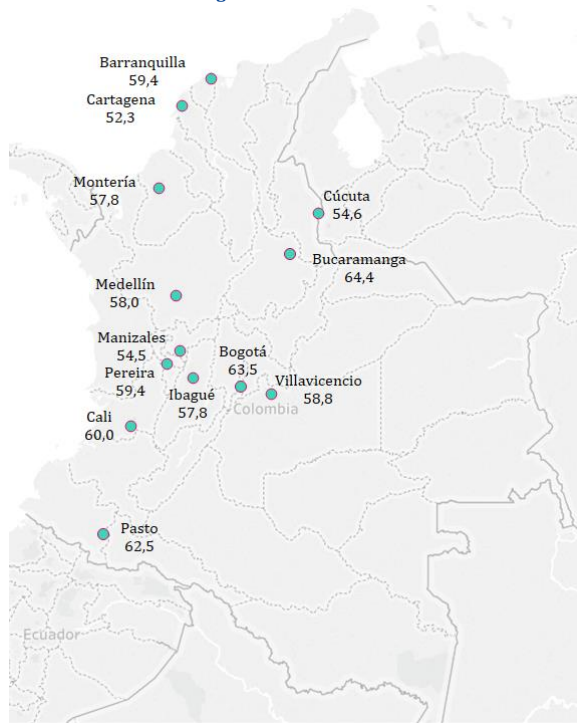 Barranquilla
59,4
Cartagena
52,3
Montería
57,8
Cúcuta
54,6
Bucaramanga
64,4
Medellín
58,0
Manizales
54,5
Pereira
59,4
Ibagué
57,8
Bogotá
63,5
Villavicencio
58,8
Colombia
Cali
60,0
Pasto
62,5
Ecuador